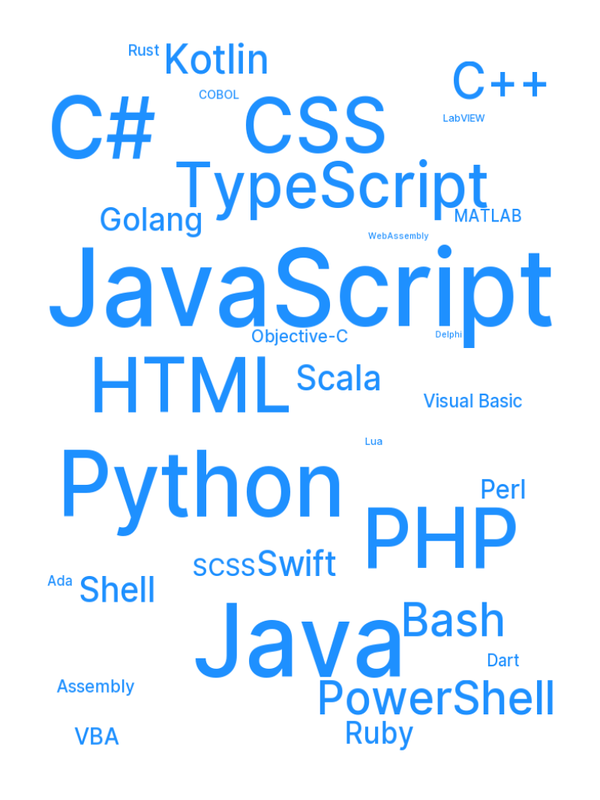 Rust
Kotlin
C++
COBOL
C#
CSS
LabVIEW
TypeScript
Golang
MATLAB
WebAssembly
JavaScript
Objective-C
Delphi
HTML
Scala
Visual Basic
Lua
Python
Perl
PHP
SCSS
Swift
Ada
Shell
Java
Bash
Dart
Assembly
PowerShell
VBA
Ruby